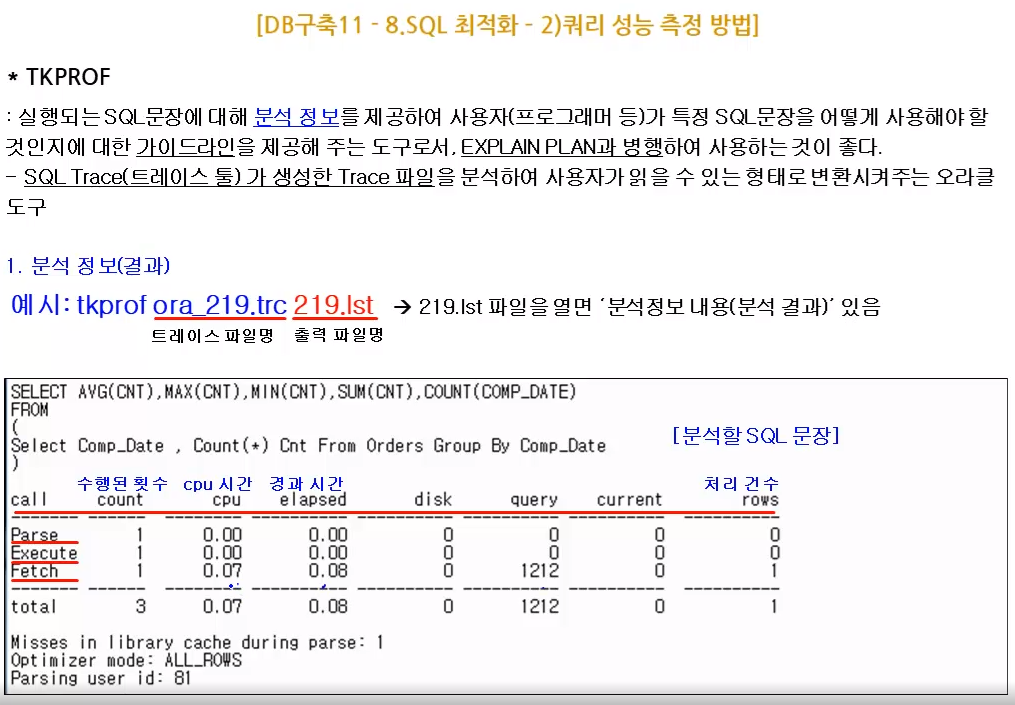 [DB구축11 - 8.SQL 최적화 - 2)쿼리 성능 측정 방법]
* TKPROF
: 실행되는 SQL문장에 대해 분석 정보를 제공하여 사용자(프로그래머 등)가 특정 SQL문장을 어떻게 사용해야 할
것인지에 대한 가이드라인을 제공해 주는 도구로서, EXPLAIN PLAN과 병행하여 사용하는 것이 좋다.
- SQL Trace(트레이스 툴) 가 생성한 Trace 파일을 분석하여 사용자가 읽을 수 있는 형태로 변환시켜주는 오라클
도구
1. 분석 정보(결과)
예시: tkprof ora_219.trc 219.lst → 219.lst 파일을 열면 ‘분석정보 내용(분석 결과)’ 있음
트레이스 파일명 출력 파일명
SELECT AVG(CNT),MAX(CNT),MIN(CNT),SUM(CNT),COUNT(COMP_DATE)
FROM
(
Select Comp_Date , Count(*) Cnt From Orders Group By Comp_Date
)
[분석할 SQL 문장]
수행된 횟수 cpu 시간 경과 시간 처리 건수
call count cpu elapsed disk query current rows
------- ------ -------- ---------- ---------- ---------- ---------- ----------
Parse 1 0.00 0.00 0 0 0 0
Execute 1 0.00 0.00 0 0 0 0
Fetch 1 0.07 0.08 0 1212 0 1
------- ------ -------- ---------- ---------- ---------- ---------- ----------
total 3 0.07 0.08 0 1212 0 1
Misses in library cache during parse: 1
Optimizer mode: ALL_ROWS
Parsing user id: 81